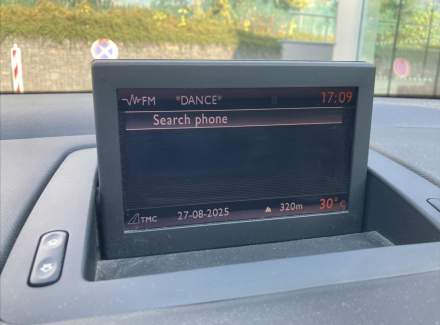 FM *DANCE* 17:09
Search phone
TMC 27-08-2025 320m 30°C